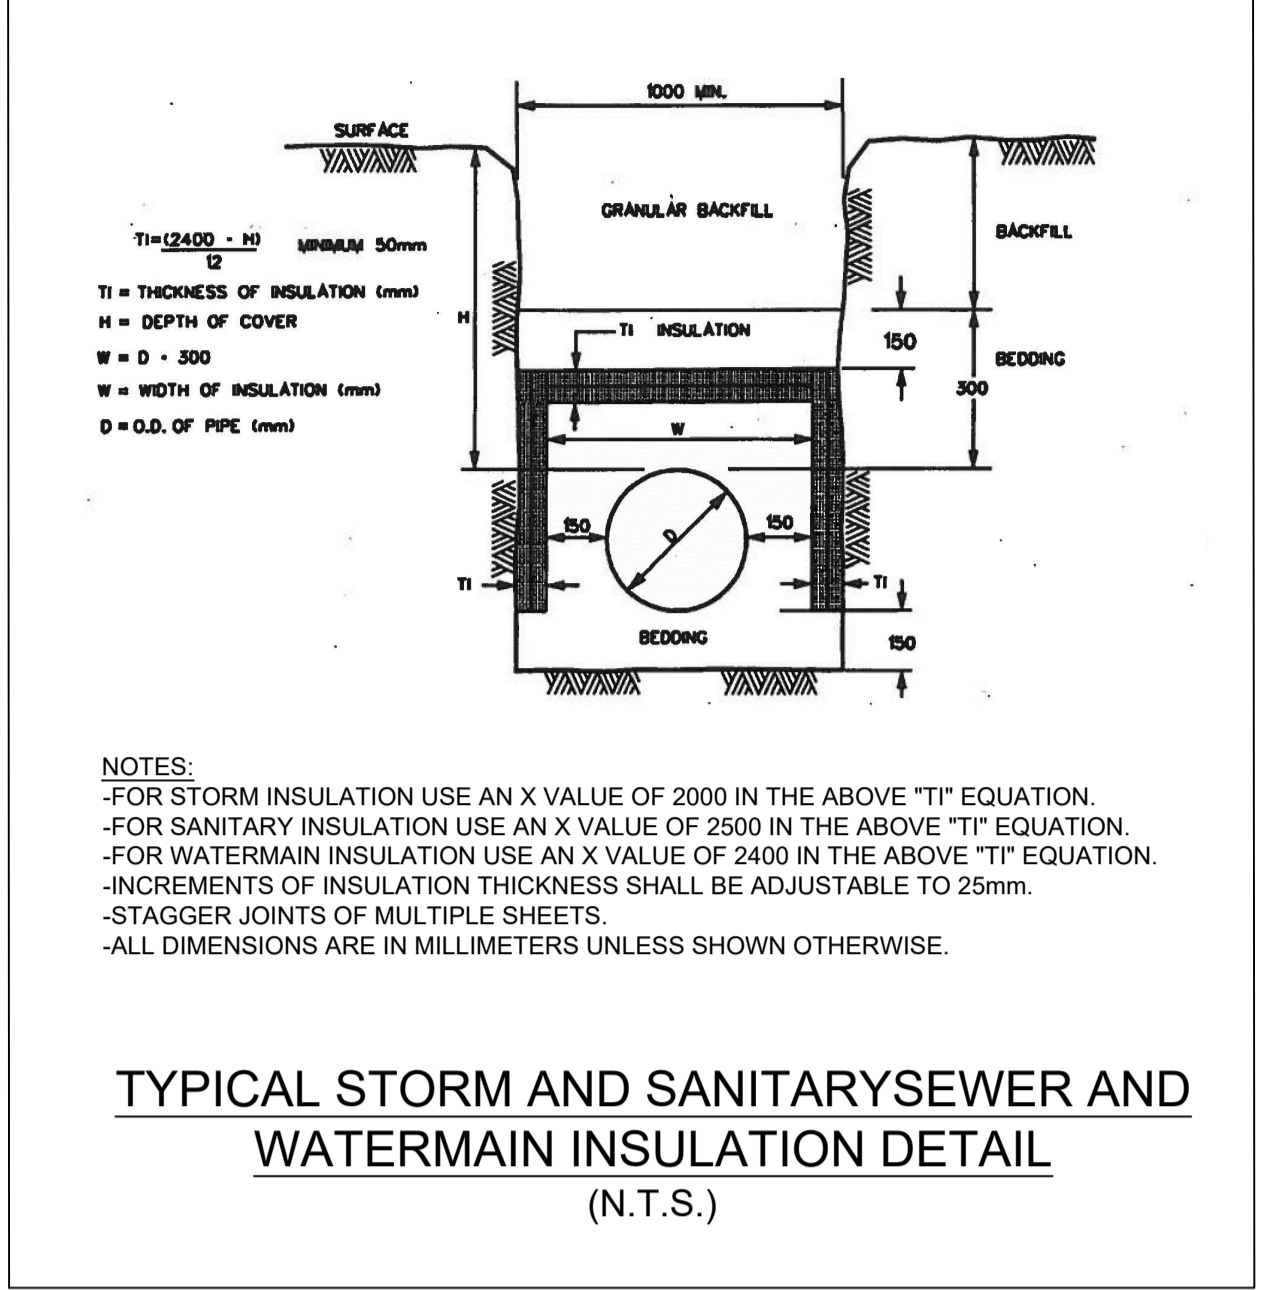 1000 MIN.
SURFACE
GRANULAR BACKFILL
TI=(2400 - H)
12
MINIMUM 50mm
BACKFILL
TI = THICKNESS OF INSULATION (mm)
H = DEPTH OF COVER
H
TI INSULATION
150
W = D + 300
BEDDING
W = WIDTH OF INSULATION (mm)
300
D = O.D. OF PIPE (mm)
W
150
D
150
TI
TI
BEDDING
150
NOTES:
-FOR STORM INSULATION USE AN X VALUE OF 2000 IN THE ABOVE "TI" EQUATION.
-FOR SANITARY INSULATION USE AN X VALUE OF 2500 IN THE ABOVE "TI" EQUATION.
-FOR WATERMAIN INSULATION USE AN X VALUE OF 2400 IN THE ABOVE "TI" EQUATION.
-INCREMENTS OF INSULATION THICKNESS SHALL BE ADJUSTABLE TO 25mm.
-STAGGER JOINTS OF MULTIPLE SHEETS.
-ALL DIMENSIONS ARE IN MILLIMETERS UNLESS SHOWN OTHERWISE.
TYPICAL STORM AND SANITARYSEWER AND
WATERMAIN INSULATION DETAIL
(N.T.S.)